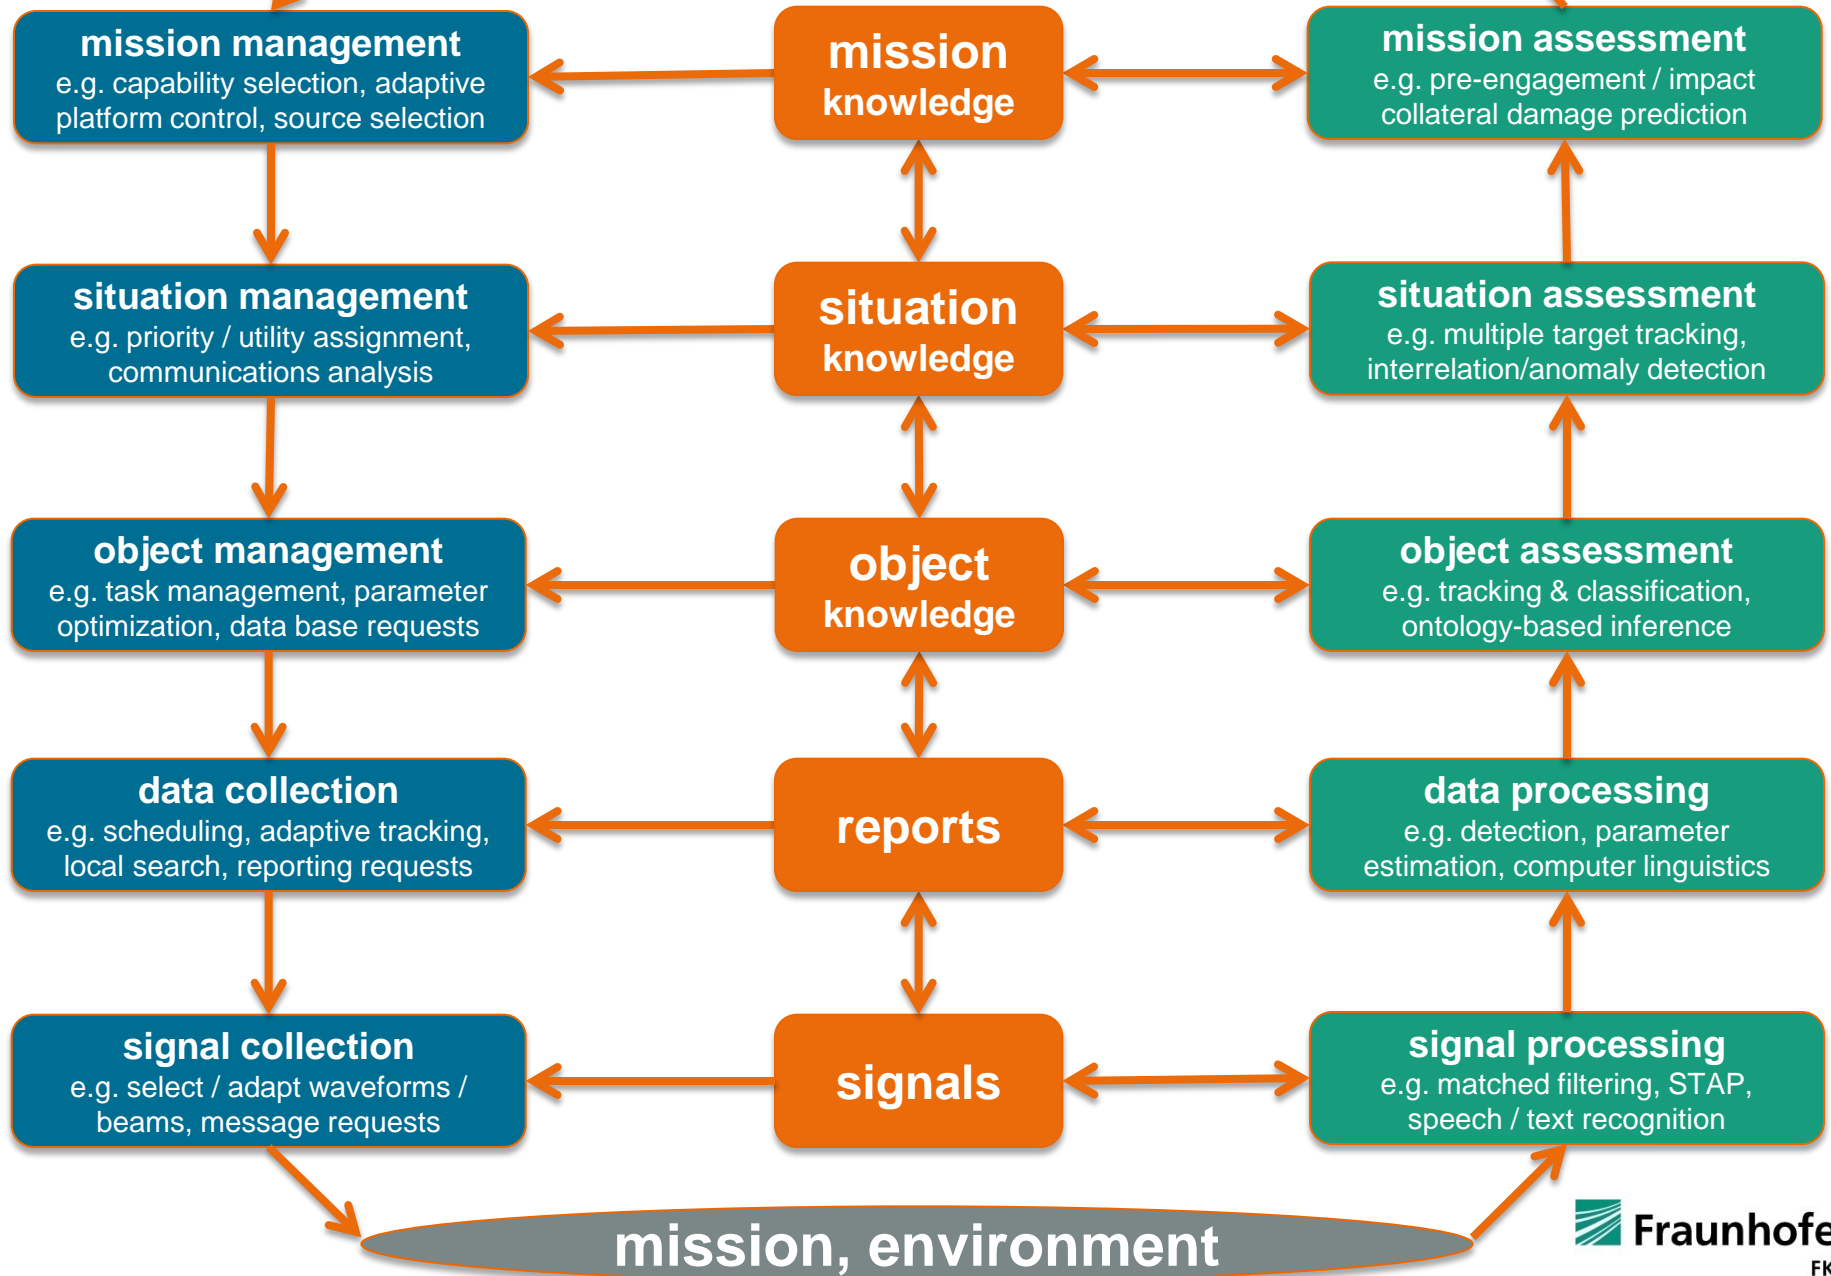 mission management
e.g. capability selection, adaptive
platform control, source selection
mission
knowledge
mission assessment
e.g. pre-engagement / impact
collateral damage prediction
situation management
e.g. priority / utility assignment,
communications analysis
situation
knowledge
situation assessment
e.g. multiple target tracking,
interrelation/anomaly detection
object management
e.g. task management, parameter
optimization, data base requests
object
knowledge
object assessment
e.g. tracking & classification,
ontology-based inference
data collection
e.g. scheduling, adaptive tracking,
local search, reporting requests
reports
data processing
e.g. detection, parameter
estimation, computer linguistics
signal collection
e.g. select / adapt waveforms /
beams, message requests
signals
signal processing
e.g. matched filtering, STAP,
speech / text recognition
mission, environment
Fraunhofe
FK